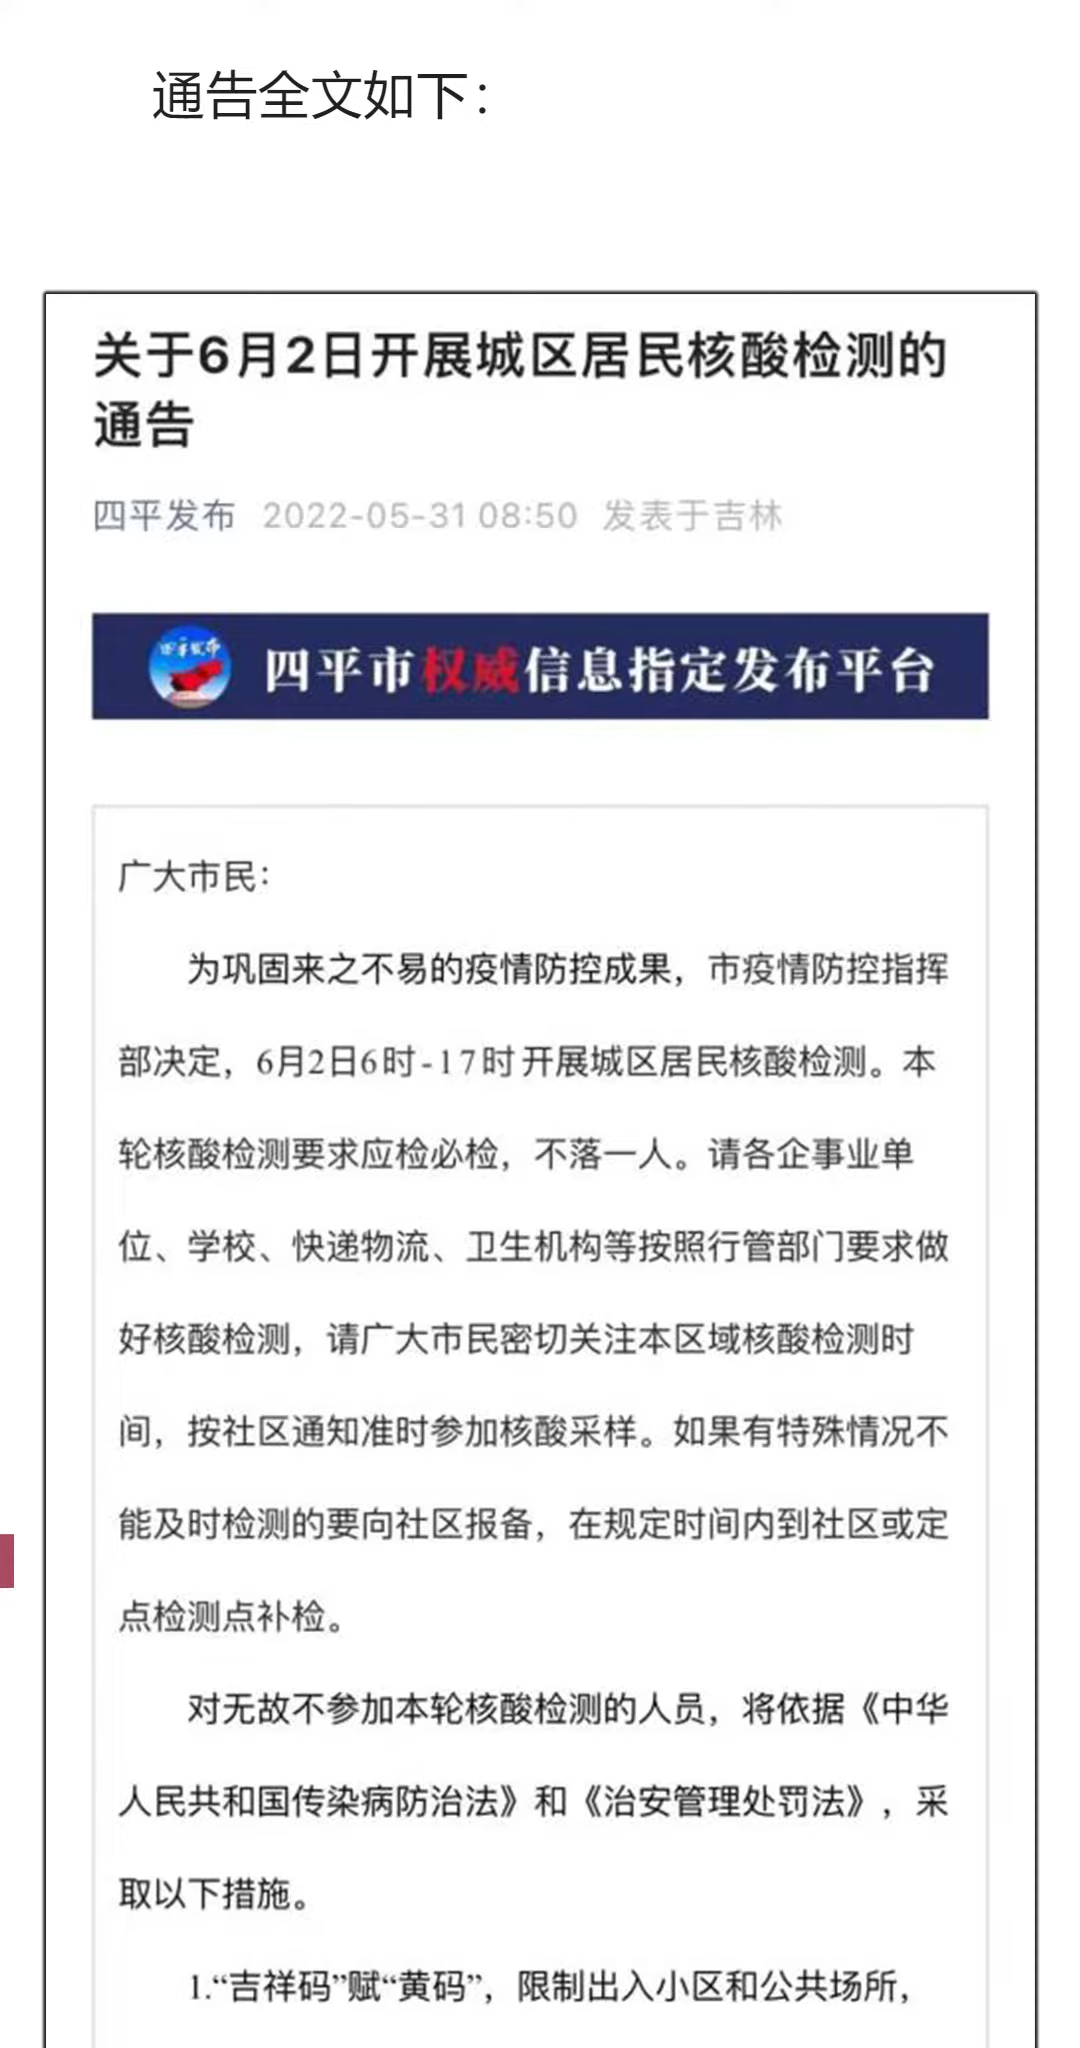 通告全文如下：
关于6月2日开展城区居民核酸检测的
通告
四平发布 2022-05-31 08:50 发表于吉林
四平发布
四平市权威信息指定发布平台
广大市民：
为巩固来之不易的疫情防控成果，市疫情防控指挥
部决定，6月2日6时-17时开展城区居民核酸检测。本
轮核酸检测要求应检必检，不落一人。请各企事业单
位、学校、快递物流、卫生机构等按照行管部门要求做
好核酸检测，请广大市民密切关注本区域核酸检测时
间，按社区通知准时参加核酸采样。如果有特殊情况不
能及时检测的要向社区报备，在规定时间内到社区或定
点检测点补检。
对无故不参加本轮核酸检测的人员，将依据《中华
人民共和国传染病防治法》和《治安管理处罚法》，采
取以下措施。
1.“吉祥码”赋“黄码”，限制出入小区和公共场所，